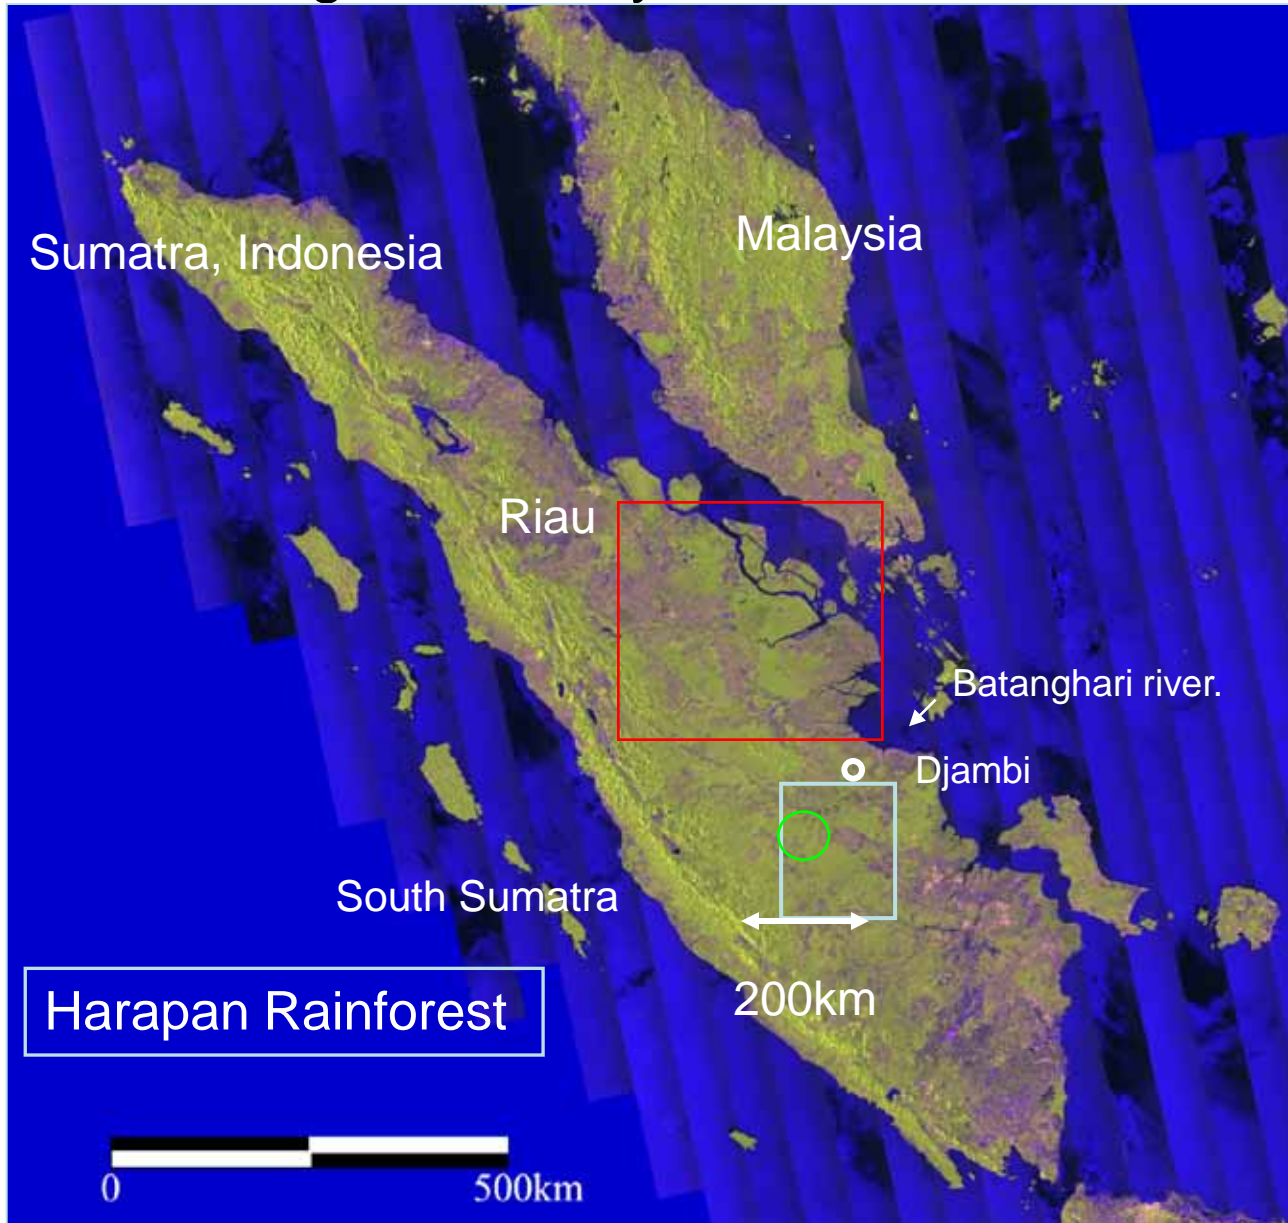 Malaysia
Sumatra, Indonesia
Riau
Batanghari river.
Djambi
South Sumatra
200km
Harapan Rainforest
0 500km